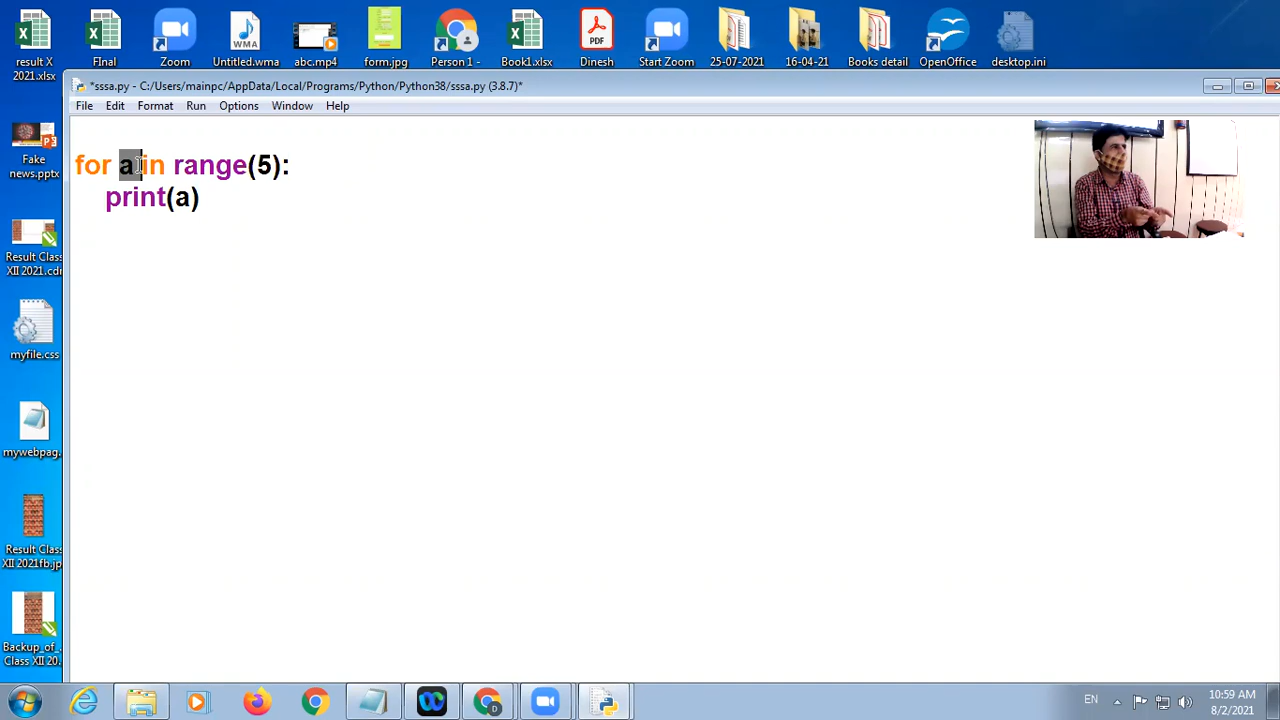 result X
2021.xlsx
FInal
Zoom
Untitled.wma
abc.mp4
form.jpg
Person 1 -
Book1.xlsx
PDF
Dinesh
Start Zoom
25-07-2021
16-04-21
Books detail
OpenOffice
desktop.ini
WMA
*sssa.py - C:/Users/mainpc/AppData/Local/Programs/Python/Python38/sssa.py (3.8.7)*
File Edit Format Run Options Window Help
for a in range(5):
print(a)
Fake
news.pptx
Result Class
XII 2021.cdr
myfile.css
mywebpag.
Result Class
XII 2021fb.jp
Backup_of_
Class XII 20.
EN
10:59 AM
8/2/2021